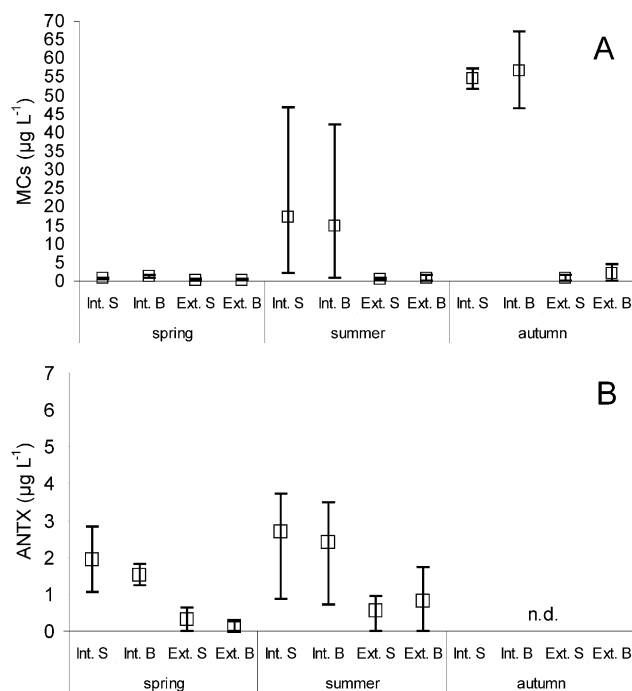 A
MCs (µg L-1)
70
65
60
55
50
45
40
35
30
25
20
15
10
5
0
Int. S Int. B Ext. S Ext. B Int. S Int. B Ext. S Ext. B Int. S Int. B Ext. S Ext. B
spring summer autumn
B
ANTX (µg L-1)
7
6
5
4
3
2
1
0
n.d.
Int. S Int. B Ext. S Ext. B Int. S Int. B Ext. S Ext. B Int. S Int. B Ext. S Ext. B
spring summer autumn